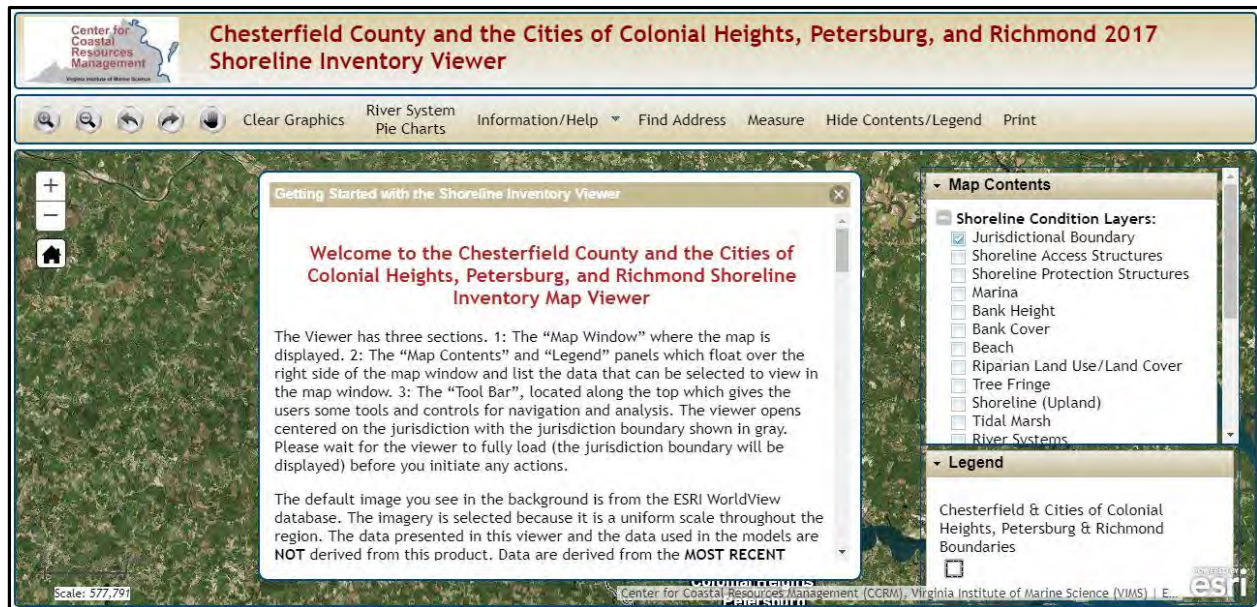 Center for
Coastal
Resources
Management
Virginia Institute of Marine Science
Chesterfield County and the Cities of Colonial Heights, Petersburg, and Richmond 2017
Shoreline Inventory Viewer
Clear Graphics
River System
Pie Charts
Information/Help
Find Address
Measure
Hide Contents/Legend
Print
+
−
Getting Started with the Shoreline Inventory Viewer
Welcome to the Chesterfield County and the Cities of
Colonial Heights, Petersburg, and Richmond Shoreline
Inventory Map Viewer
The Viewer has three sections. 1: The “Map Window” where the map is
displayed. 2: The “Map Contents” and “Legend” panels which float over the
right side of the map window and list the data that can be selected to view in
the map window. 3: The “Tool Bar”, located along the top which gives the
users some tools and controls for navigation and analysis. The viewer opens
centered on the jurisdiction with the jurisdiction boundary shown in gray.
Please wait for the viewer to fully load (the jurisdiction boundary will be
displayed) before you initiate any actions.
The default image you see in the background is from the ESRI WorldView
database. The imagery is selected because it is a uniform scale throughout the
region. The data presented in this viewer and the data used in the models are
NOT derived from this product. Data are derived from the MOST RECENT
Map Contents
Shoreline Condition Layers:
Jurisdictional Boundary
Shoreline Access Structures
Shoreline Protection Structures
Marina
Bank Height
Bank Cover
Beach
Riparian Land Use/Land Cover
Tree Fringe
Shoreline (Upland)
Tidal Marsh
River Systems
Legend
Chesterfield & Cities of Colonial
Heights, Petersburg & Richmond
Boundaries
Scale: 577,791
Colonial Heights
Petersburg
Center for Coastal Resources Management (CCRM), Virginia Institute of Marine Science (VIMS) | E...
POWERED BY
esri